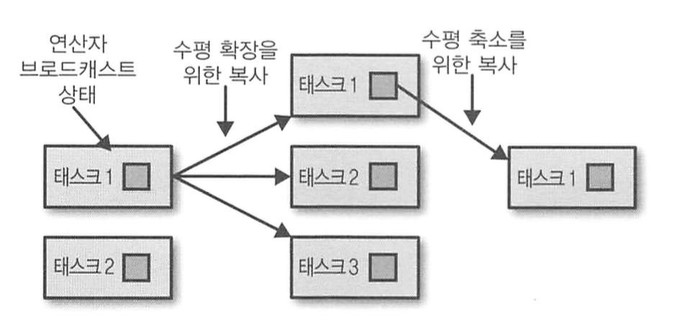 연산자
브로드캐스트
상태
수평 확장을
위한 복사
수평 축소를
위한 복사
태스크1
태스크2
태스크1
태스크2
태스크3
태스크1